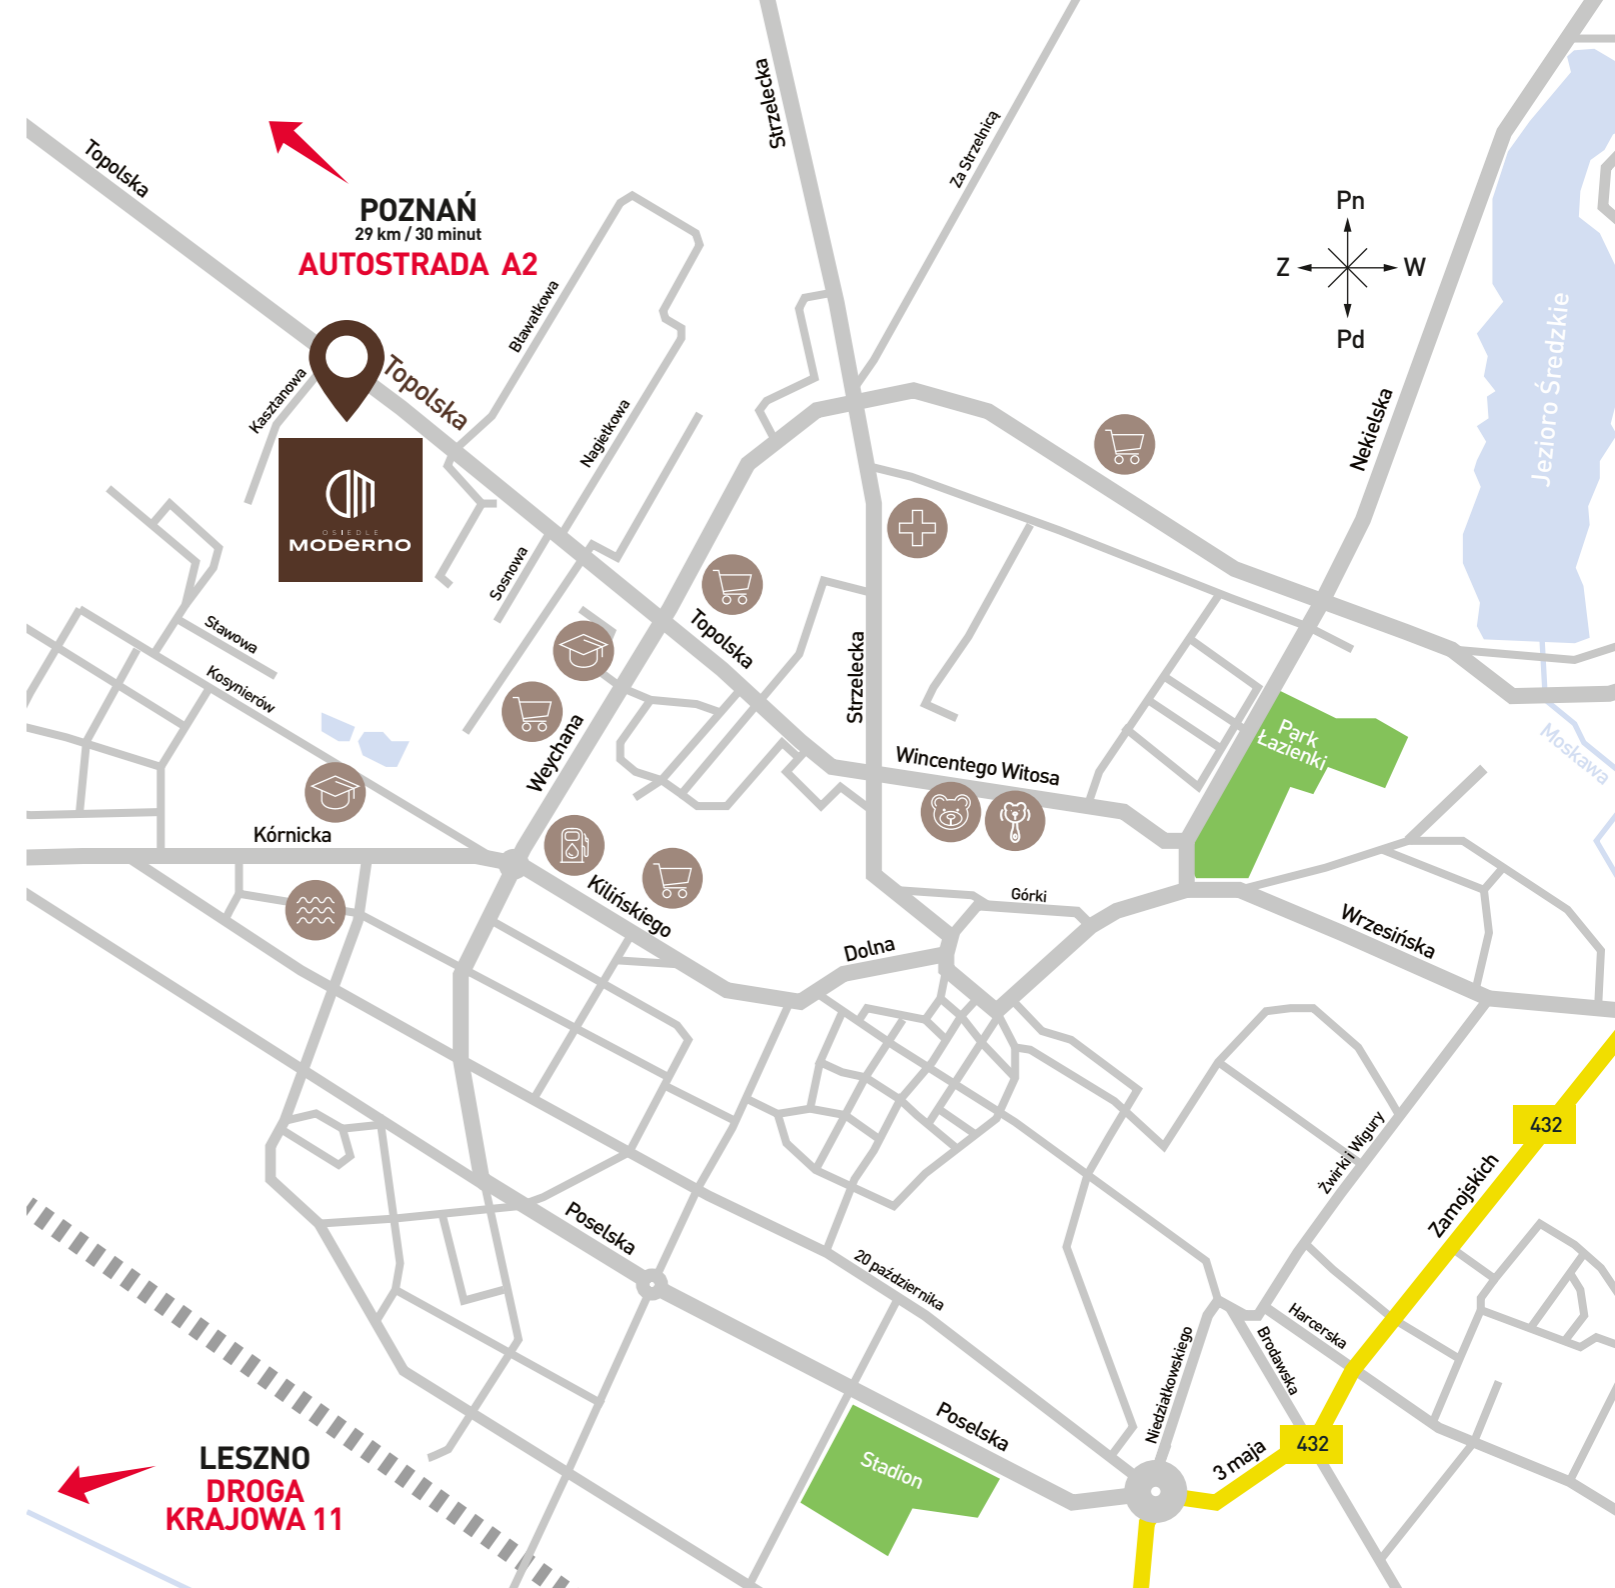 Strzelecka
Topolska
Za Strzelnicą
POZNAŃ
29 km / 30 minut
AUTOSTRADA A2
Pn
Z
W
Pd
Bławatkowa
Jezioro Średzkie
Topolska
Kasztanowa
Nagietkowa
Nekielska
OSIEDLE
MODERNO
Sosnowa
Stawowa
Topolska
Kosynierów
Strzelecka
Weychana
Park
Łazienki
Moskawa
Wincentego Witosa
Kórnicka
Kilińskiego
Górki
Dolna
Wrzesińska
432
Żwirki i Wigury
Zamojskich
Poselska
20 października
Harcerska
Brodawska
Niedziałkowskiego
Poselska
3 maja
432
Stadion
LESZNO
DROGA
KRAJOWA 11